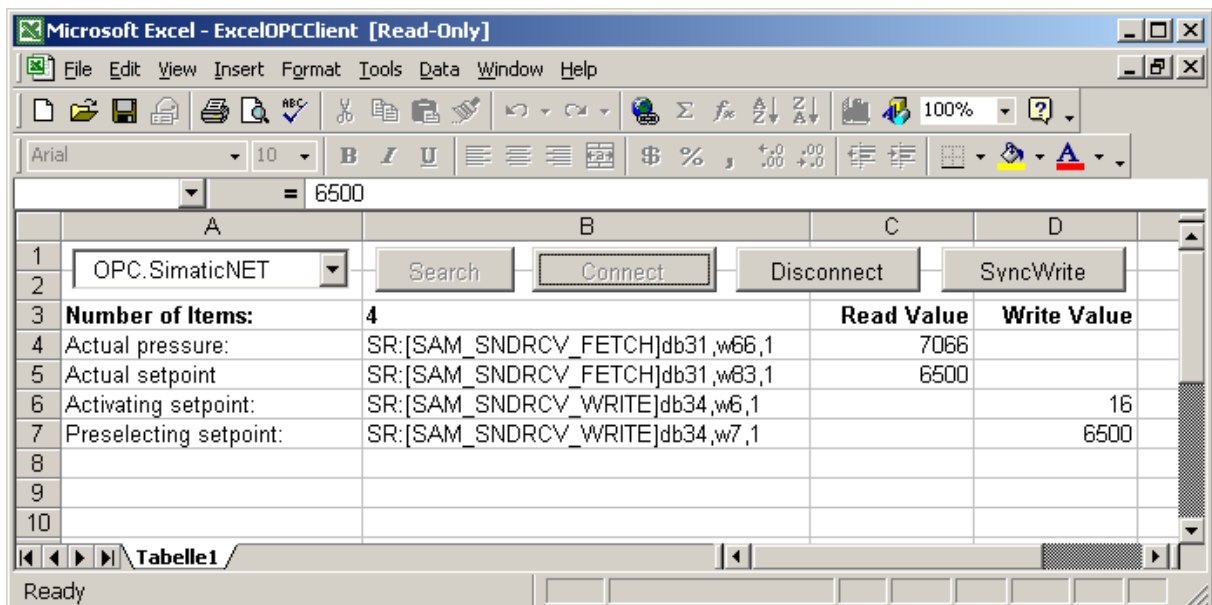 Microsoft Excel - ExcelOPCClient [Read-Only]
File Edit View Insert Format Tools Data Window Help
100%
Arial 10 B I U $ % ,
= 6500
A B C D
1 OPC.SimaticNET Search Connect Disconnect SyncWrite
2
3 Number of Items: 4 Read Value Write Value
4 Actual pressure: SR:[SAM_SNDRCV_FETCH]db31,w66,1 7066
5 Actual setpoint SR:[SAM_SNDRCV_FETCH]db31,w83,1 6500
6 Activating setpoint: SR:[SAM_SNDRCV_WRITE]db34,w6,1 16
7 Preselecting setpoint: SR:[SAM_SNDRCV_WRITE]db34,w7,1 6500
8
9
10
Tabelle1
Ready